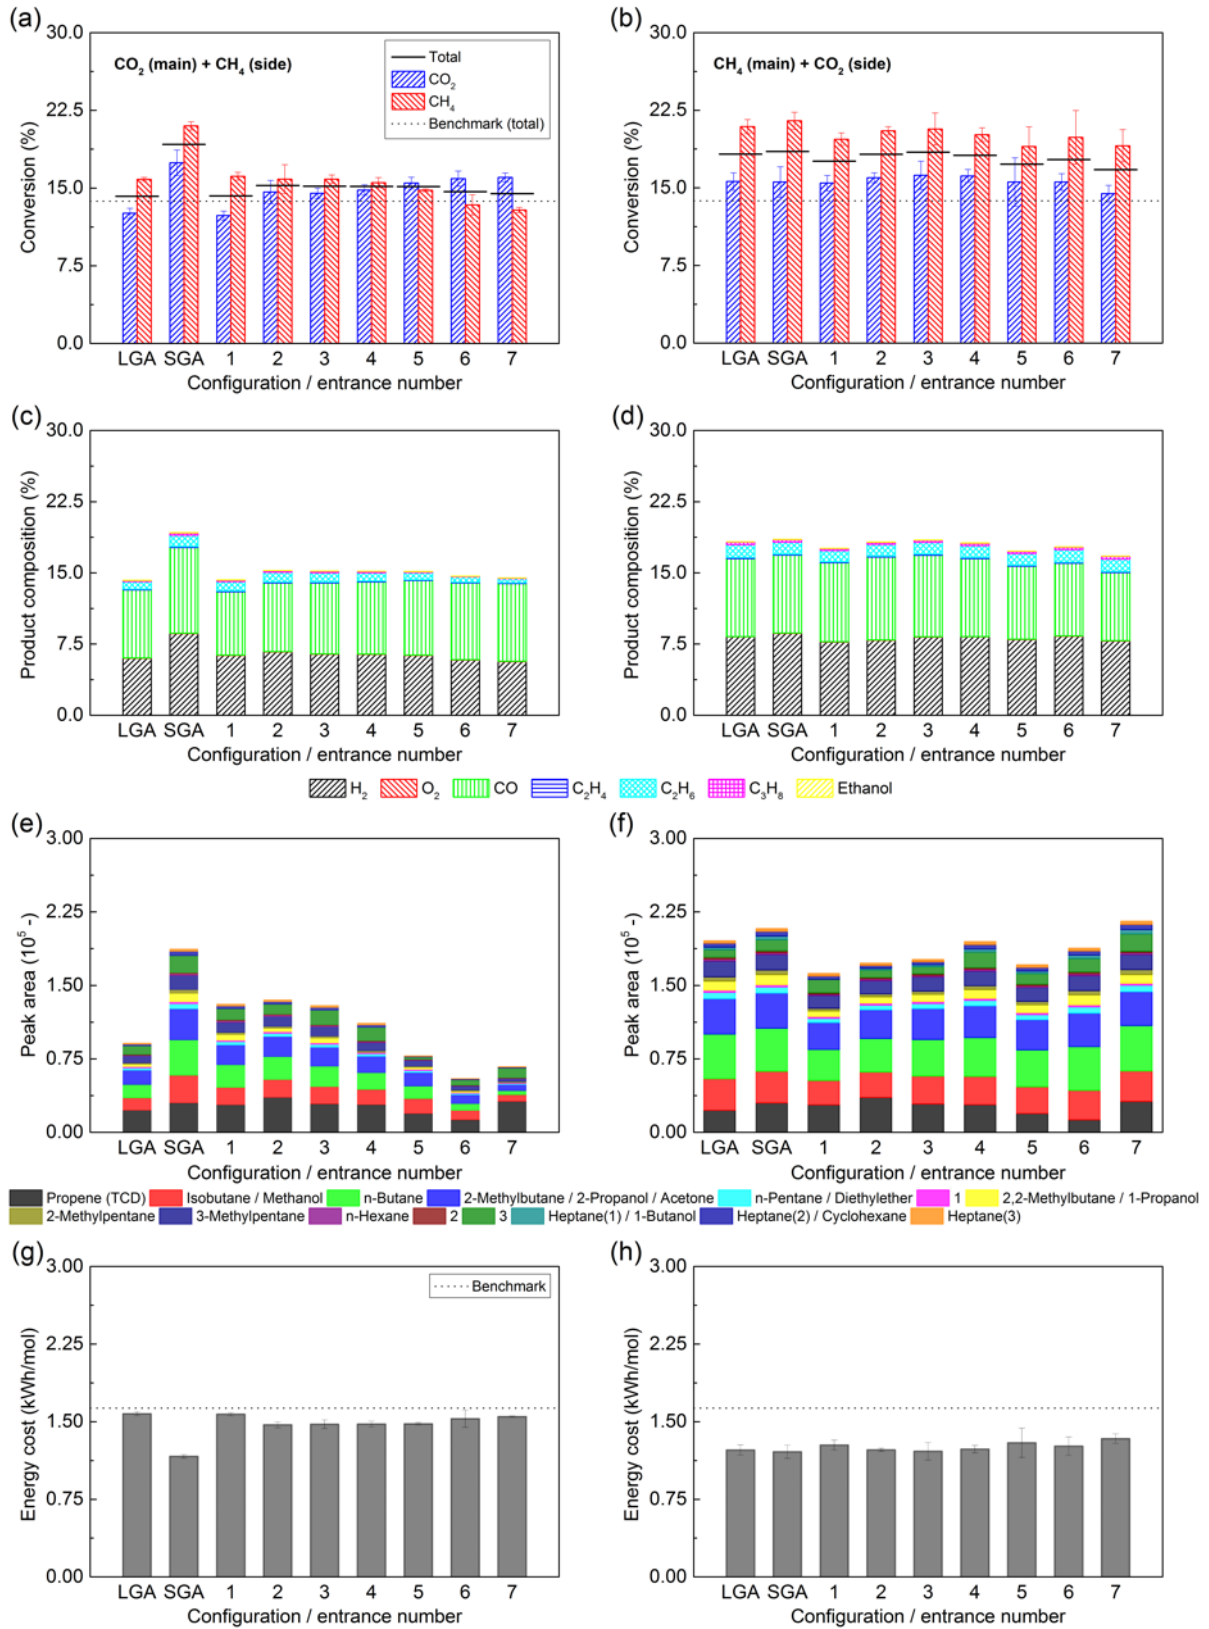 (a)
30.0
22.5
15.0
7.5
0.0
Conversion (%)
CO₂ (main) + CH₄ (side)
Total
CO₂
CH₄
Benchmark (total)
LGA SGA 1 2 3 4 5 6 7
Configuration / entrance number
(b)
30.0
22.5
15.0
7.5
0.0
Conversion (%)
CH₄ (main) + CO₂ (side)
LGA SGA 1 2 3 4 5 6 7
Configuration / entrance number
(c)
30.0
22.5
15.0
7.5
0.0
Product composition (%)
LGA SGA 1 2 3 4 5 6 7
Configuration / entrance number
(d)
30.0
22.5
15.0
7.5
0.0
Product composition (%)
LGA SGA 1 2 3 4 5 6 7
Configuration / entrance number
H₂ O₂ CO C₂H₄ C₂H₆ C₃H₈ Ethanol
(e)
3.00
2.25
1.50
0.75
0.00
Peak area (10⁵ -)
LGA SGA 1 2 3 4 5 6 7
Configuration / entrance number
(f)
3.00
2.25
1.50
0.75
0.00
Peak area (10⁵ -)
LGA SGA 1 2 3 4 5 6 7
Configuration / entrance number
Propene (TCD) Isobutane / Methanol n-Butane 2-Methylbutane / 2-Propanol / Acetone n-Pentane / Diethylether 1 2,2-Methylbutane / 1-Propanol
2-Methylpentane 3-Methylpentane n-Hexane 2 3 Heptane(1) / 1-Butanol Heptane(2) / Cyclohexane Heptane(3)
(g)
3.00
2.25
1.50
0.75
0.00
Energy cost (kWh/mol)
Benchmark
LGA SGA 1 2 3 4 5 6 7
Configuration / entrance number
(h)
3.00
2.25
1.50
0.75
0.00
Energy cost (kWh/mol)
LGA SGA 1 2 3 4 5 6 7
Configuration / entrance number